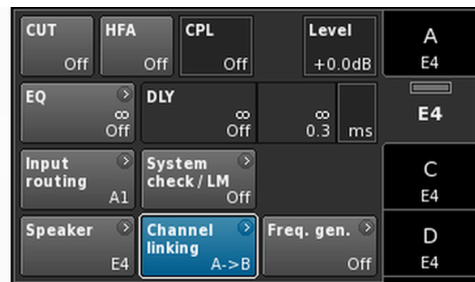 CUT HFA CPL Level A
Off Off Off +0.0dB E4
EQ DLY E4
∞ ∞ ∞
Off Off 0.3 ms
Input routing System check / LM C
A1 Off E4
Speaker Channel linking Freq. gen. D
E4 A->B Off E4